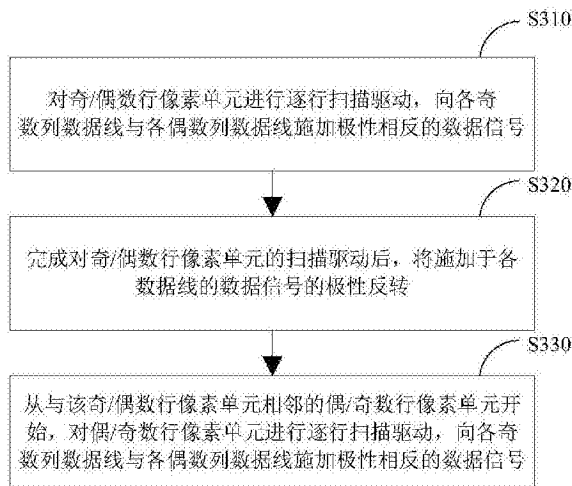 S310
对奇/偶数行像素单元进行逐行扫描驱动，向各奇
数列数据线与各偶数列数据线施加极性相反的数据信号
S320
完成对奇/偶数行像素单元的扫描驱动后，将施加于各
数据线的数据信号的极性反转
S330
从与该奇/偶数行像素单元相邻的偶/奇数行像素单元开
始，对偶/奇数行像素单元进行逐行扫描驱动，向各奇
数列数据线与各偶数列数据线施加极性相反的数据信号